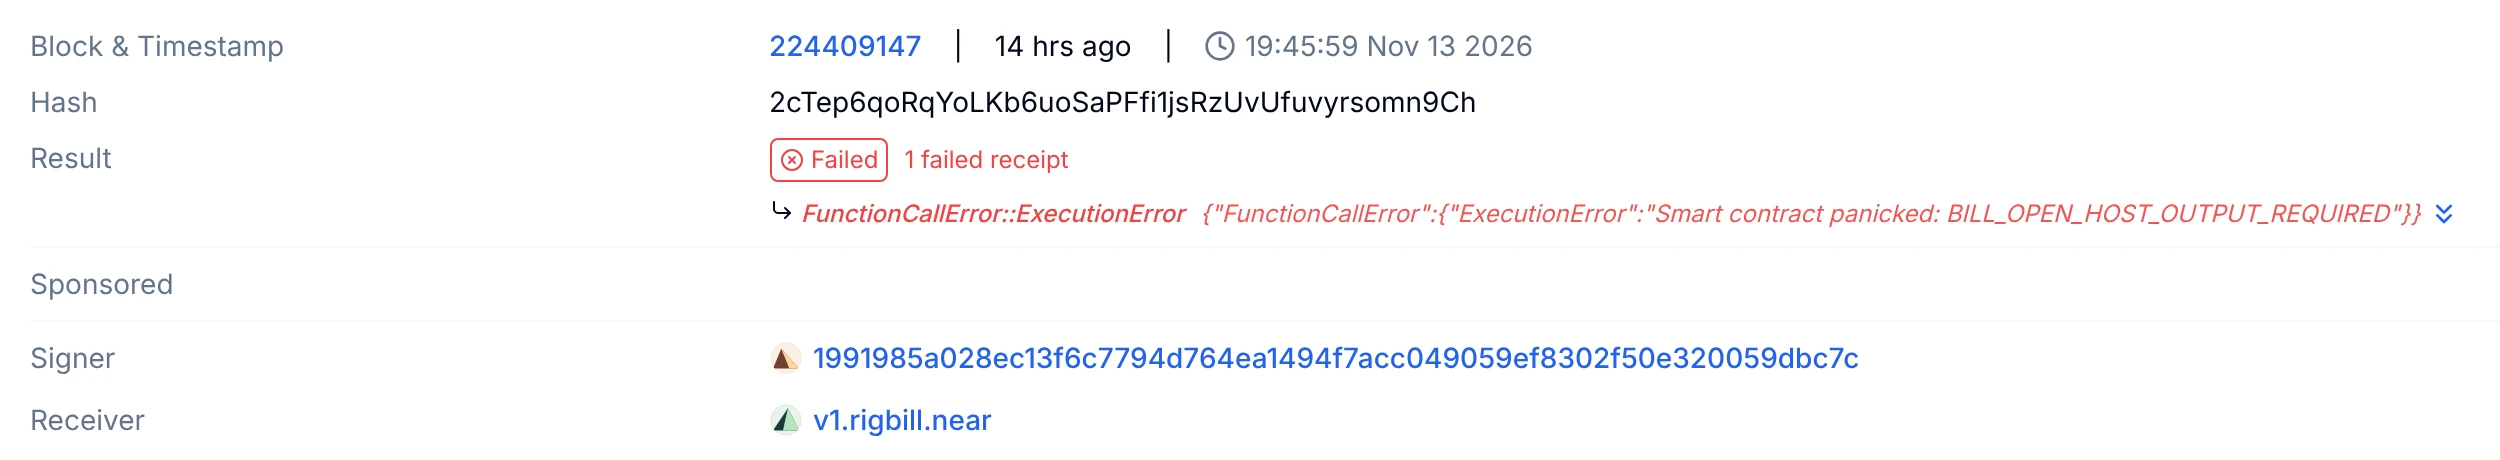 Block & Timestamp 224409147 | 14 hrs ago | 19:45:59 Nov 13 2026
Hash 2cTep6qoRqYoLKb6uoSaPFfi1jsRzUvUfuvyrsomn9Ch
Result Failed 1 failed receipt
FunctionCallError::ExecutionError {"FunctionCallError":{"ExecutionError":"Smart contract panicked: BILL_OPEN_HOST_OUTPUT_REQUIRED"}}
Sponsored
Signer 1991985a028ec13f6c7794d764ea1494f7acc049059ef8302f50e320059dbc7c
Receiver v1.rigbill.near